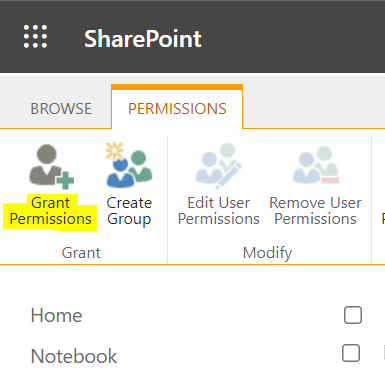 SharePoint
BROWSE
PERMISSIONS
Grant
Permissions
Create
Group
Edit User
Permissions
Remove User
Permissions
Grant
Modify
Home
Notebook